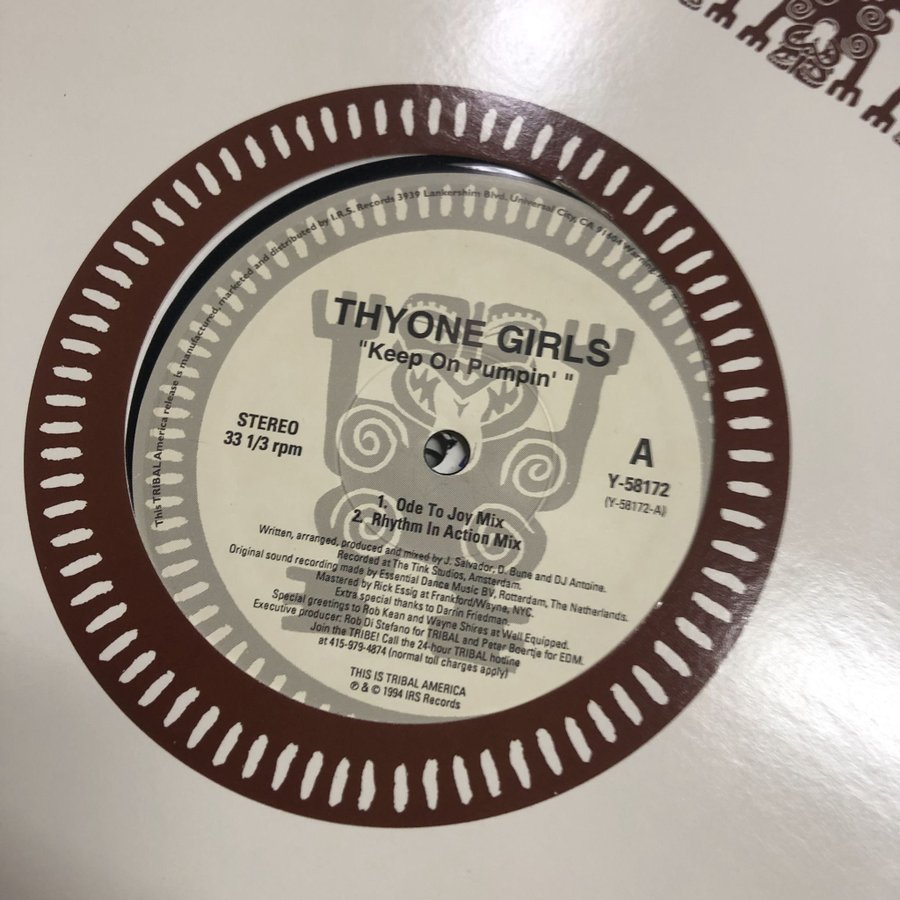 This TRIBAL America release is manufactured, marketed and distributed by I.R.S. Records 3939 Lankershim Blvd, Universal City, CA 91604 Warning:
THYONE GIRLS
"Keep On Pumpin' "
STEREO
33 1/3 rpm
A
Y-58172
(Y-58172-A)
1. Ode To Joy Mix
2. Rhythm In Action Mix
Written, arranged, produced and mixed by J. Salvador, D. Bune and DJ Antoine.
Recorded at The Tink Studios, Amsterdam.
Original sound recording made by Essential Dance Music BV, Rotterdam, The Netherlands.
Mastered by Rick Essig at Frankford/Wayne, NYC.
Extra special thanks to Darrin Friedman.
Special greetings to Rob Kean and Wayne Shires at Well Equipped.
Executive producer: Rob Di Stefano for TRIBAL and Peter Boertje for EDM.
Join the TRIBE! Call the 24-hour TRIBAL hotline
at 415-979-4874 (normal toll charges apply)
THIS IS TRIBAL AMERICA
℗ & © 1994 IRS Records